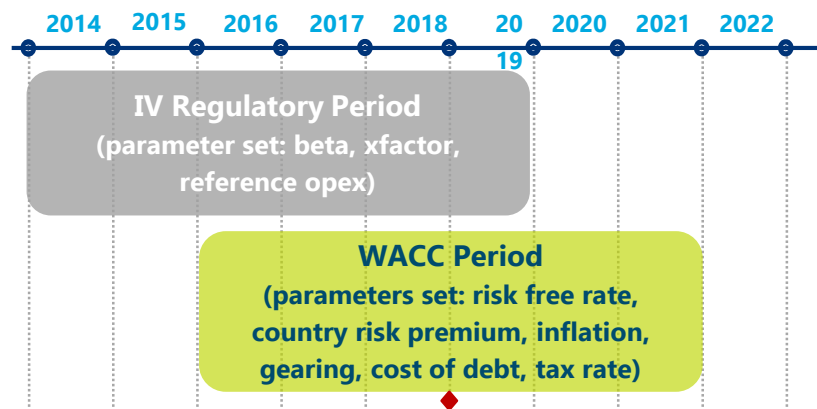 2014 2015 2016 2017 2018 20 2020 2021 2022
19
IV Regulatory Period
(parameter set: beta, xfactor,
reference opex)
WACC Period
(parameters set: risk free rate,
country risk premium, inflation,
gearing, cost of debt, tax rate)